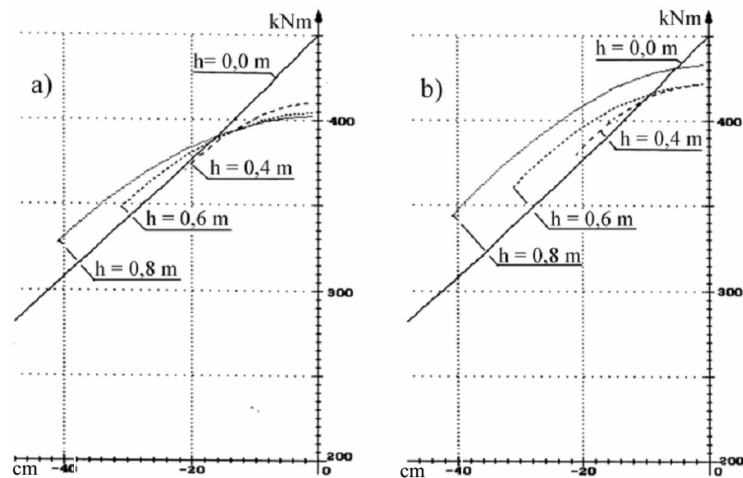 kNm
h= 0,0 m
a)
400
h = 0,4 m
h = 0,6 m
h = 0,8 m
300
200
cm
-40
-20
0
kNm
h = 0,0 m
b)
400
h = 0,4 m
h = 0,6 m
h = 0,8 m
300
200
cm
-40
-20
0